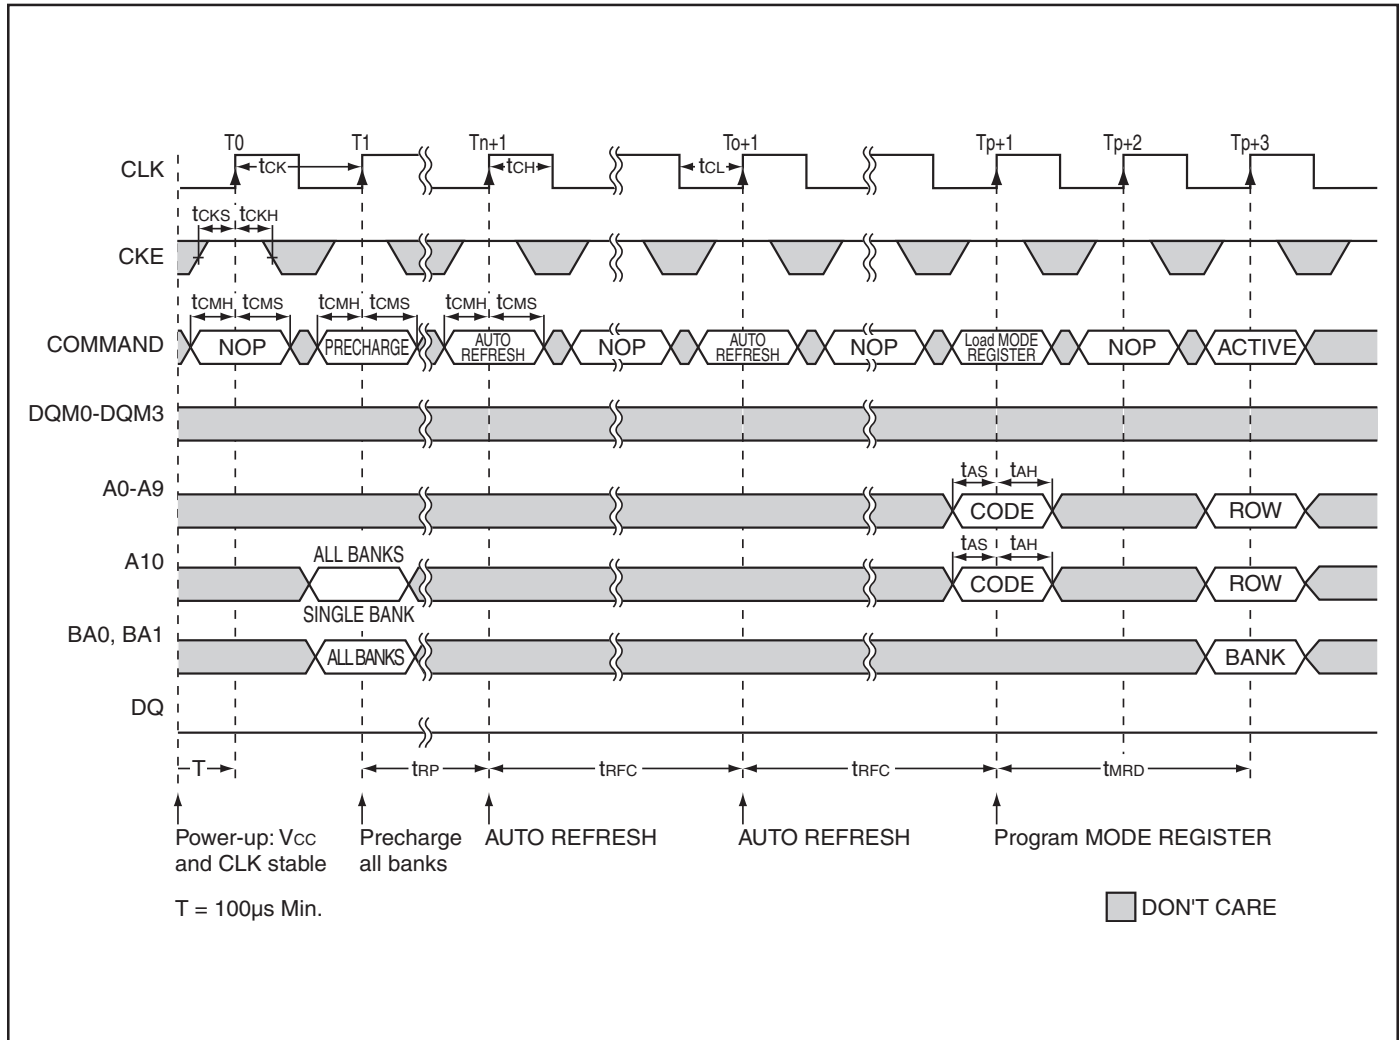 T0 T1 Tn+1 To+1 Tp+1 Tp+2 Tp+3
CLK tCK tCH tCL
tCKS tCKH
CKE
tCMH tCMS tCMH tCMS tCMH tCMS
COMMAND NOP PRECHARGE AUTO REFRESH NOP AUTO REFRESH NOP Load MODE REGISTER NOP ACTIVE
DQM0-DQM3
tAS tAH
A0-A9 CODE ROW
ALL BANKS tAS tAH
A10 CODE ROW
SINGLE BANK
BA0, BA1 ALL BANKS BANK
DQ
T tRP tRFC tRFC tMRD
Power-up: VCC
and CLK stable
Precharge
all banks
AUTO REFRESH
AUTO REFRESH
Program MODE REGISTER
T = 100µs Min.
DON'T CARE